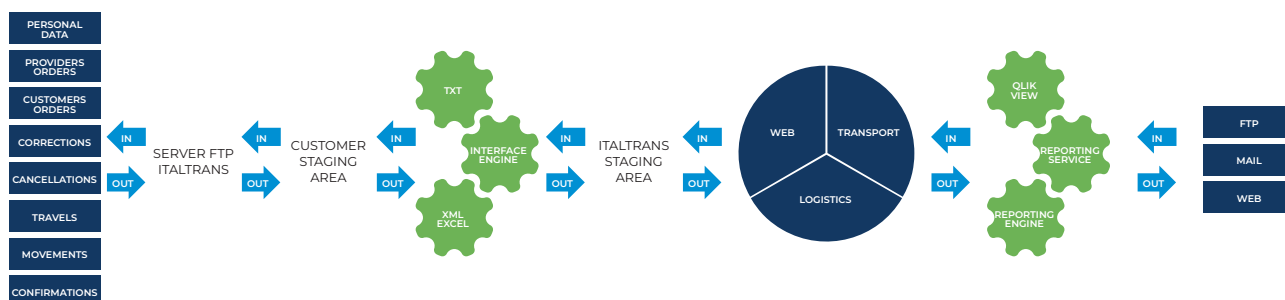 PERSONAL
DATA
PROVIDERS
ORDERS
CUSTOMERS
ORDERS
CORRECTIONS
CANCELLATIONS
TRAVELS
MOVEMENTS
CONFIRMATIONS
IN
OUT
SERVER FTP
ITALTRANS
IN
OUT
CUSTOMER
STAGING
AREA
IN
OUT
TXT
INTERFACE
ENGINE
XML
EXCEL
IN
OUT
ITALTRANS
STAGING
AREA
IN
OUT
WEB
TRANSPORT
LOGISTICS
IN
OUT
QLIK
VIEW
REPORTING
SERVICE
REPORTING
ENGINE
IN
OUT
FTP
MAIL
WEB